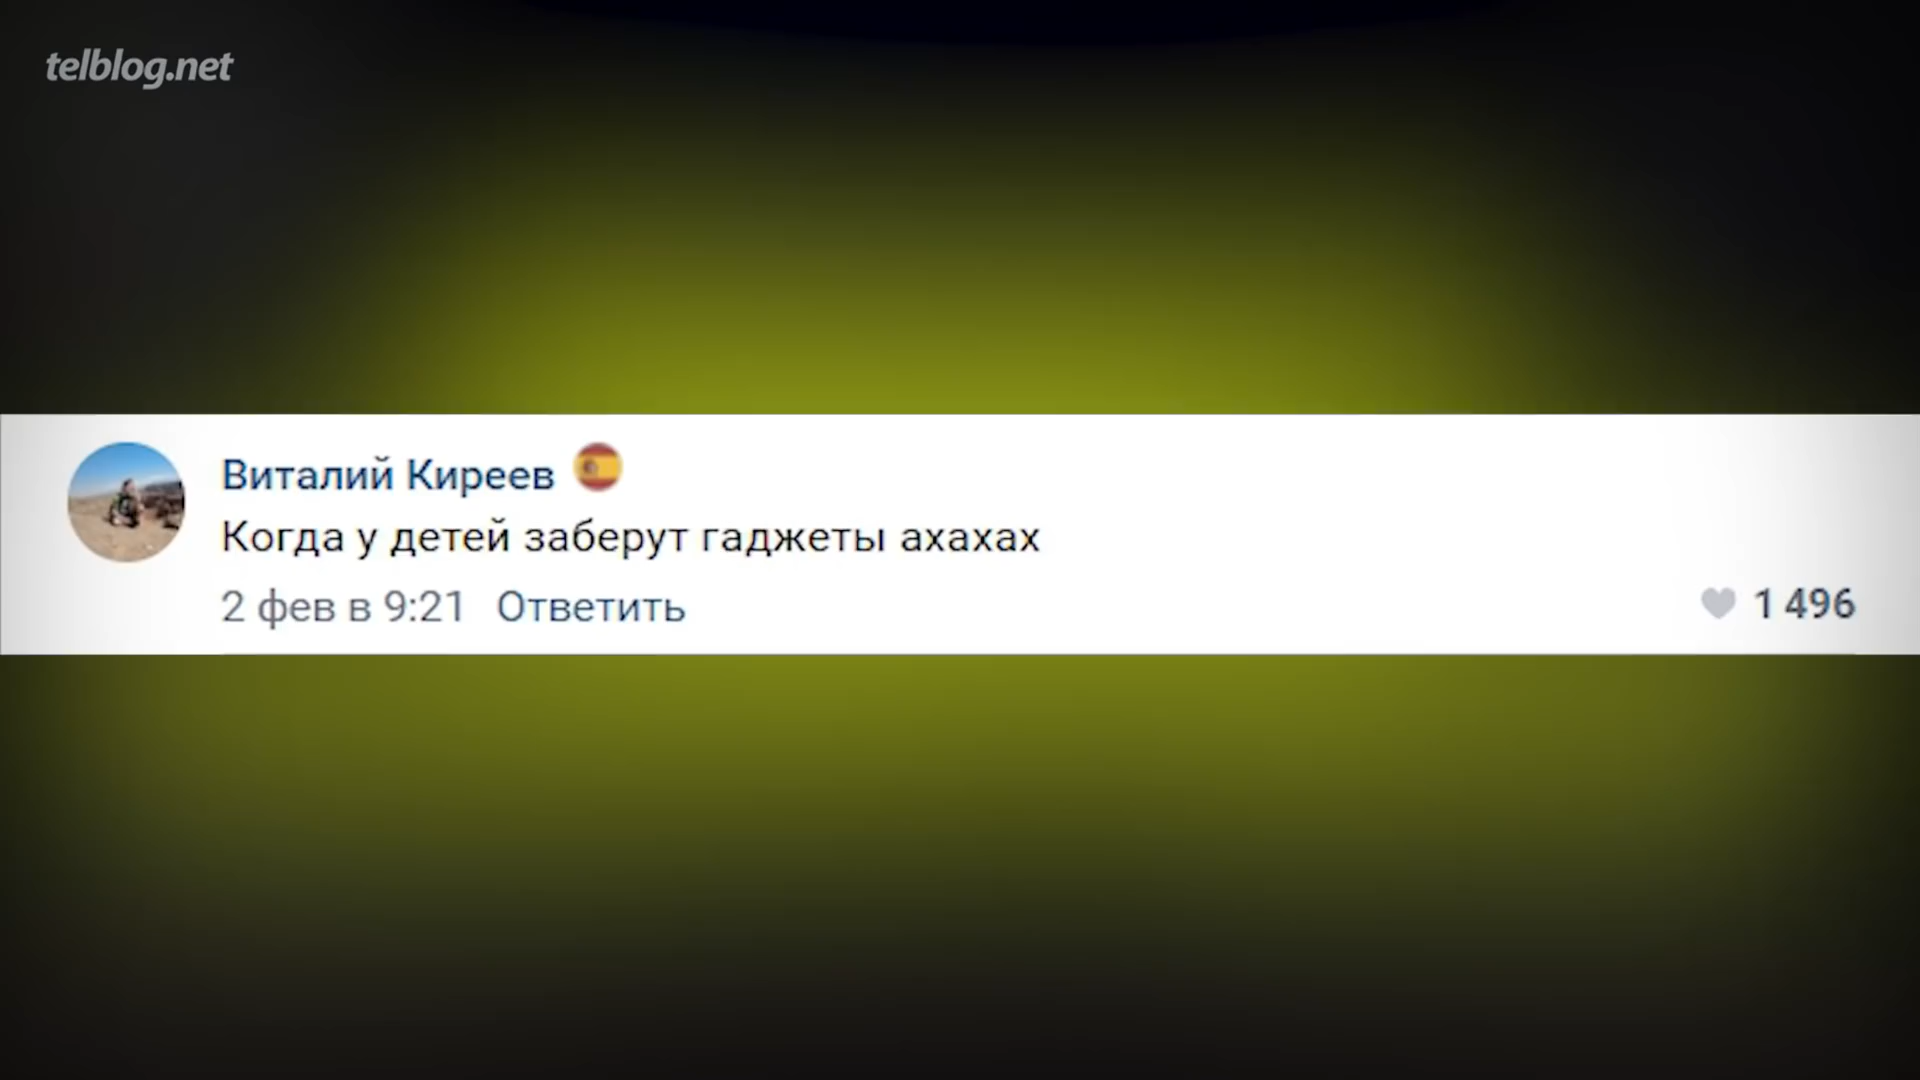 telblog.net
Виталий Киреев
Когда у детей заберут гаджеты ахахах
2 фев в 9:21 Ответить
1 496